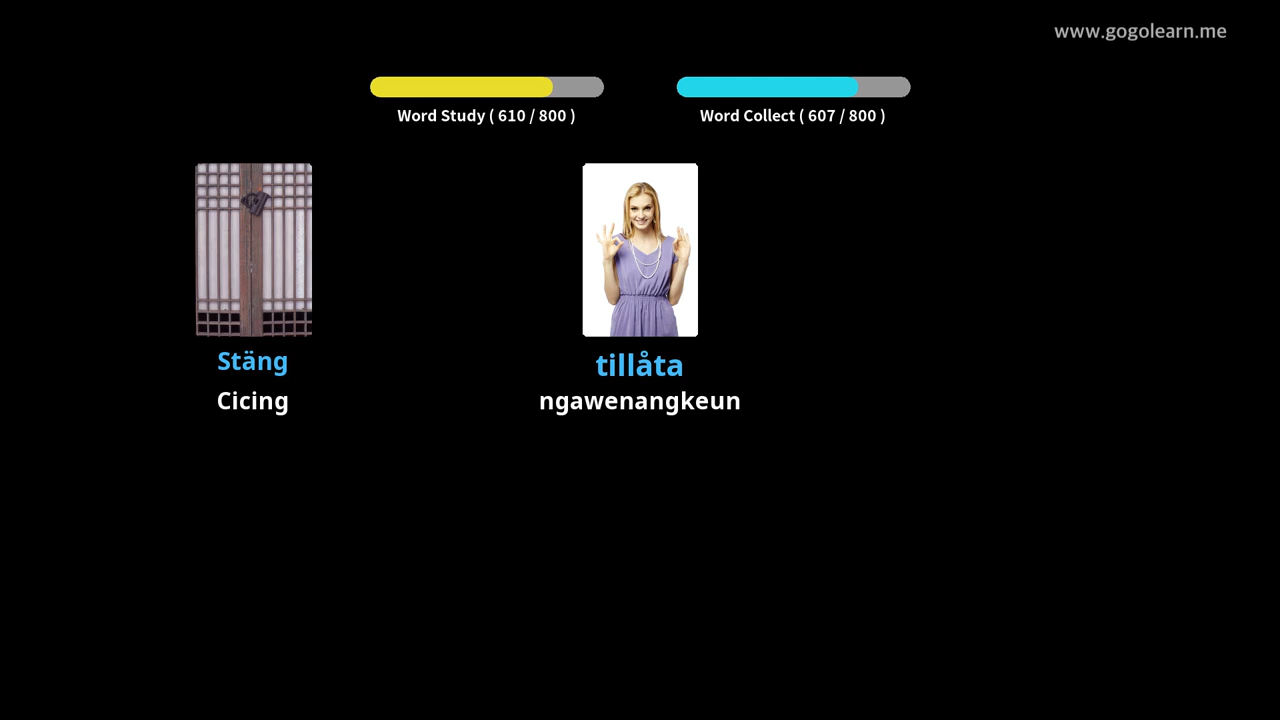 www.gogolearn.me
Word Study ( 610 / 800 )
Word Collect ( 607 / 800 )
Stäng
Cicing
tillåta
ngawenangkeun